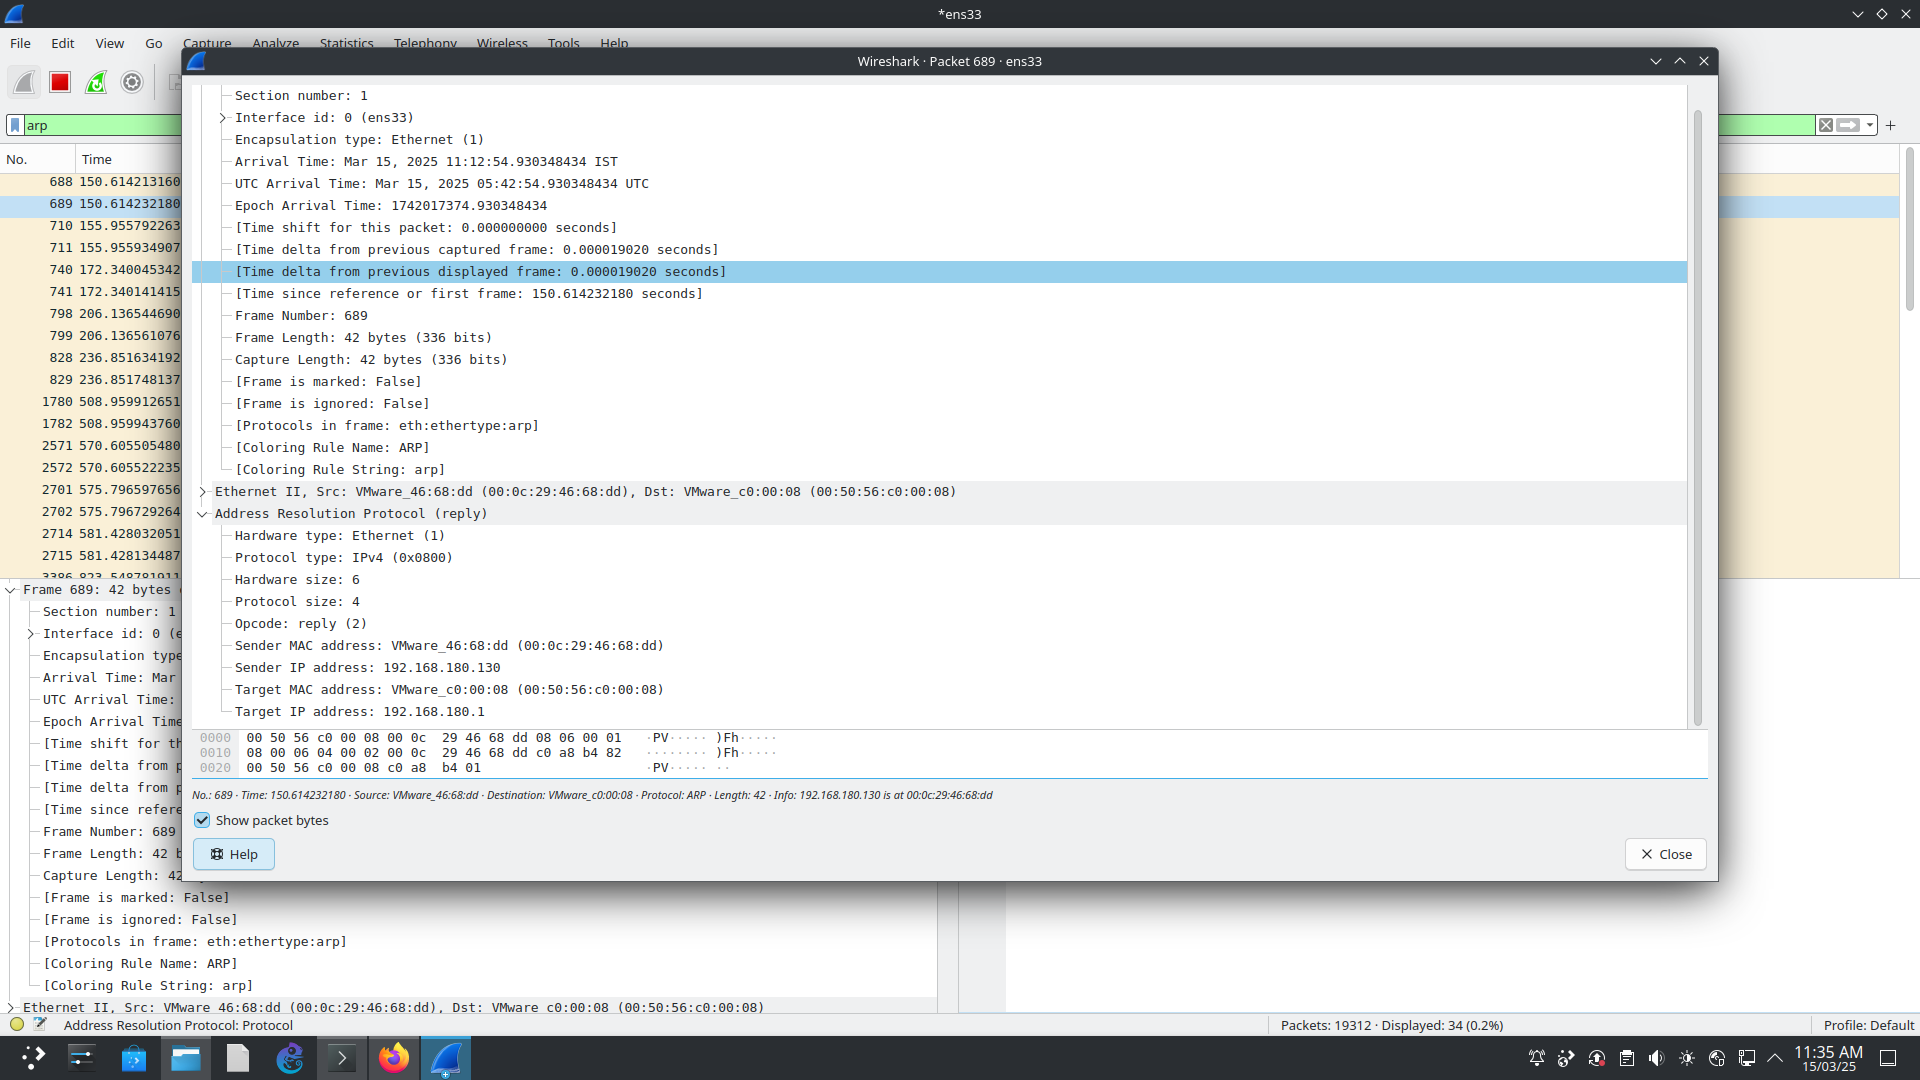 *ens33
File Edit View Go Capture Analyze Statistics Telephony Wireless Tools Help
Wireshark · Packet 689 · ens33
arp
No. Time
688 150.614213160
689 150.614232180
710 155.955792263
711 155.955934907
740 172.340045342
741 172.340141415
798 206.136544690
799 206.136561076
828 236.851634192
829 236.851748137
1780 508.959912651
1782 508.959943760
2571 570.605505480
2572 570.605522235
2701 575.796597656
2702 575.796729264
2714 581.428032051
2715 581.428134487
3386 823.548781911
Section number: 1
Interface id: 0 (ens33)
Encapsulation type: Ethernet (1)
Arrival Time: Mar 15, 2025 11:12:54.930348434 IST
UTC Arrival Time: Mar 15, 2025 05:42:54.930348434 UTC
Epoch Arrival Time: 1742017374.930348434
[Time shift for this packet: 0.000000000 seconds]
[Time delta from previous captured frame: 0.000019020 seconds]
[Time delta from previous displayed frame: 0.000019020 seconds]
[Time since reference or first frame: 150.614232180 seconds]
Frame Number: 689
Frame Length: 42 bytes (336 bits)
Capture Length: 42 bytes (336 bits)
[Frame is marked: False]
[Frame is ignored: False]
[Protocols in frame: eth:ethertype:arp]
[Coloring Rule Name: ARP]
[Coloring Rule String: arp]
Ethernet II, Src: VMware_46:68:dd (00:0c:29:46:68:dd), Dst: VMware_c0:00:08 (00:50:56:c0:00:08)
Address Resolution Protocol (reply)
Hardware type: Ethernet (1)
Protocol type: IPv4 (0x0800)
Hardware size: 6
Protocol size: 4
Opcode: reply (2)
Sender MAC address: VMware_46:68:dd (00:0c:29:46:68:dd)
Sender IP address: 192.168.180.130
Target MAC address: VMware_c0:00:08 (00:50:56:c0:00:08)
Target IP address: 192.168.180.1
0000 00 50 56 c0 00 08 00 0c 29 46 68 dd 08 06 00 01 ·PV····· )Fh·····
0010 08 00 06 04 00 02 00 0c 29 46 68 dd c0 a8 b4 82 ········ )Fh·····
0020 00 50 56 c0 00 08 c0 a8 b4 01 ·PV····· ··
No.: 689 · Time: 150.614232180 · Source: VMware_46:68:dd · Destination: VMware_c0:00:08 · Protocol: ARP · Length: 42 · Info: 192.168.180.130 is at 00:0c:29:46:68:dd
Show packet bytes
Help
Close
Frame 689: 42 bytes
Section number: 1
Interface id: 0 (e
Encapsulation type
Arrival Time: Mar
UTC Arrival Time:
Epoch Arrival Time
[Time shift for th
[Time delta from p
[Time delta from p
[Time since refere
Frame Number: 689
Frame Length: 42 b
Capture Length: 42
[Frame is marked: False]
[Frame is ignored: False]
[Protocols in frame: eth:ethertype:arp]
[Coloring Rule Name: ARP]
[Coloring Rule String: arp]
Ethernet II, Src: VMware_46:68:dd (00:0c:29:46:68:dd), Dst: VMware_c0:00:08 (00:50:56:c0:00:08)
Address Resolution Protocol: Protocol
Packets: 19312 · Displayed: 34 (0.2%)
Profile: Default
11:35 AM
15/03/25